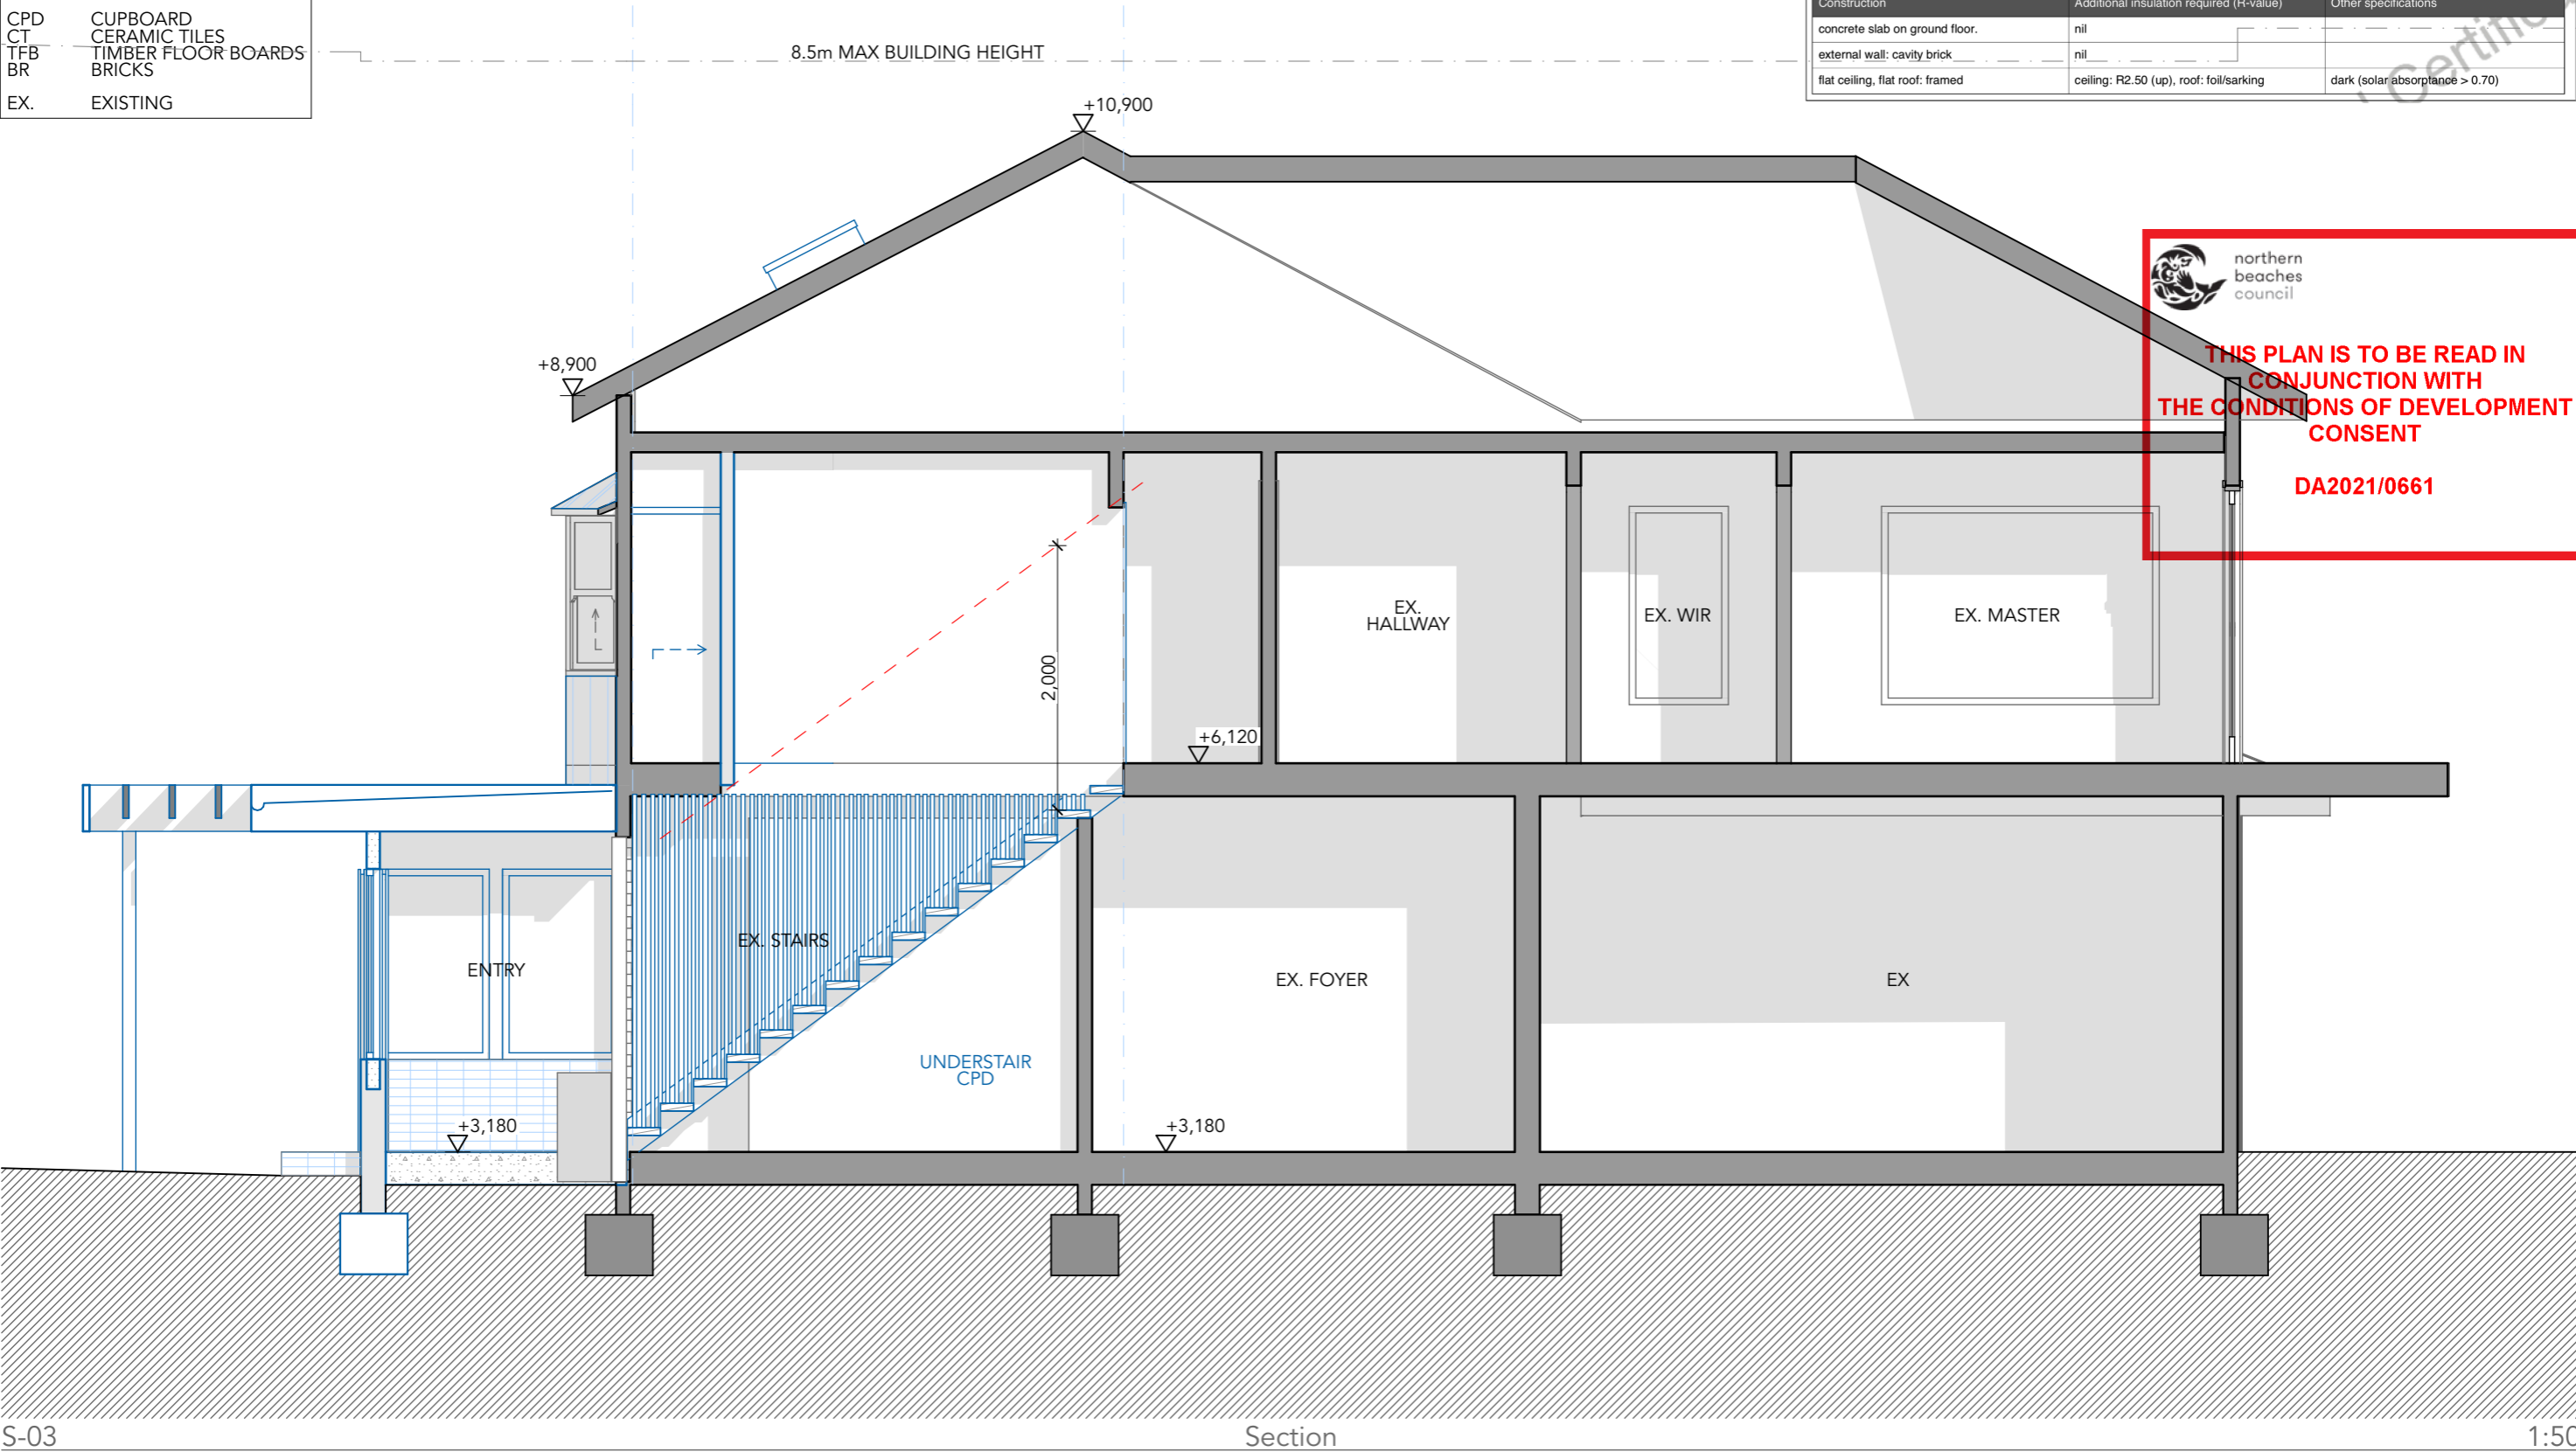 CPD CUPBOARD
CT CERAMIC TILES
TFB TIMBER FLOOR BOARDS
BR BRICKS
EX. EXISTING
8.5m MAX BUILDING HEIGHT
Construction Additional insulation required (R-value) Other specifications
concrete slab on ground floor. nil
external wall: cavity brick nil
flat ceiling, flat roof: framed ceiling: R2.50 (up), roof: foil/sarking dark (solar absorptance > 0.70)
+10,900
northern
beaches
council
THIS PLAN IS TO BE READ IN
CONJUNCTION WITH
THE CONDITIONS OF DEVELOPMENT
CONSENT
DA2021/0661
+8,900
2,000
EX.
HALLWAY
EX. WIR
EX. MASTER
+6,120
EX. STAIRS
ENTRY
EX. FOYER
EX
UNDERSTAIR
CPD
+3,180
+3,180
S-03 Section 1:50